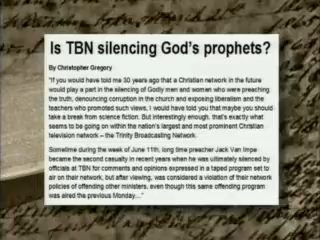 Is TBN silencing God's prophets?
By Christopher Gregory
"If you would have told me 30 years ago that a Christian network in the future
would play a part in the silencing of Godly men and women who were preaching
the truth, denouncing corruption in the church and exposing liberalism and the
teachers who promoted such views, I would have told you that maybe you should
take a break from science fiction. But interestingly enough, that's exactly what
seems to be going on within the nation's largest and most prominent Christian
television network – the Trinity Broadcasting Network.
Sometime during the week of June 11th, long time preacher Jack Van Impe
became the second casualty in recent years when he was ultimately silenced by
officials at TBN for comments and opinions expressed in a taped program set to
air on their network, but after viewing, was considered a violation of their network
policies of offending other ministers, even though this same offending program
was aired the previous Monday...."